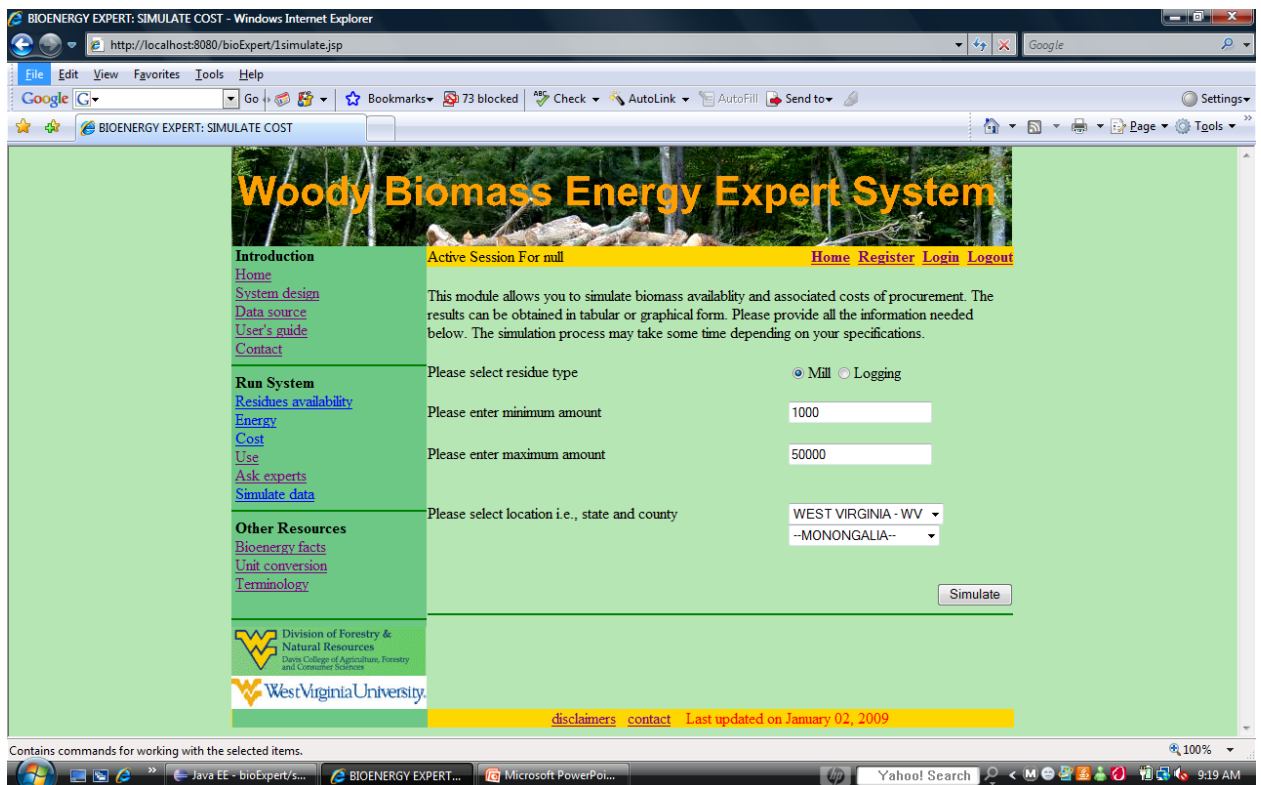 BIOENERGY EXPERT: SIMULATE COST - Windows Internet Explorer
http://localhost:8080/bioExpert/1simulate.jsp
Google
File Edit View Favorites Tools Help
Google G Go Bookmarks 73 blocked ABC Check AutoLink AutoFill Send to Settings
BIOENERGY EXPERT: SIMULATE COST Page Tools »
Woody Biomass Energy Expert System
Active Session For null Home Register Login Logout
Introduction
Home
System design
Data source
User's guide
Contact
Run System
Residues availability
Energy
Cost
Use
Ask experts
Simulate data
Other Resources
Bioenergy facts
Unit conversion
Terminology
Division of Forestry &
Natural Resources
Davis College of Agriculture, Forestry
and Consumer Sciences
WestVirginiaUniversity.
This module allows you to simulate biomass availablity and associated costs of procurement. The
results can be obtained in tabular or graphical form. Please provide all the information needed
below. The simulation process may take some time depending on your specifications.
Please select residue type Mill Logging
Please enter minimum amount 1000
Please enter maximum amount 50000
Please select location i.e., state and county WEST VIRGINIA - WV
--MONONGALIA--
Simulate
disclaimers contact Last updated on January 02, 2009
Contains commands for working with the selected items. 100%
» Java EE - bioExpert/s... BIOENERGY EXPERT... Microsoft PowerPoi... hp Yahoo! Search < 9:19 AM